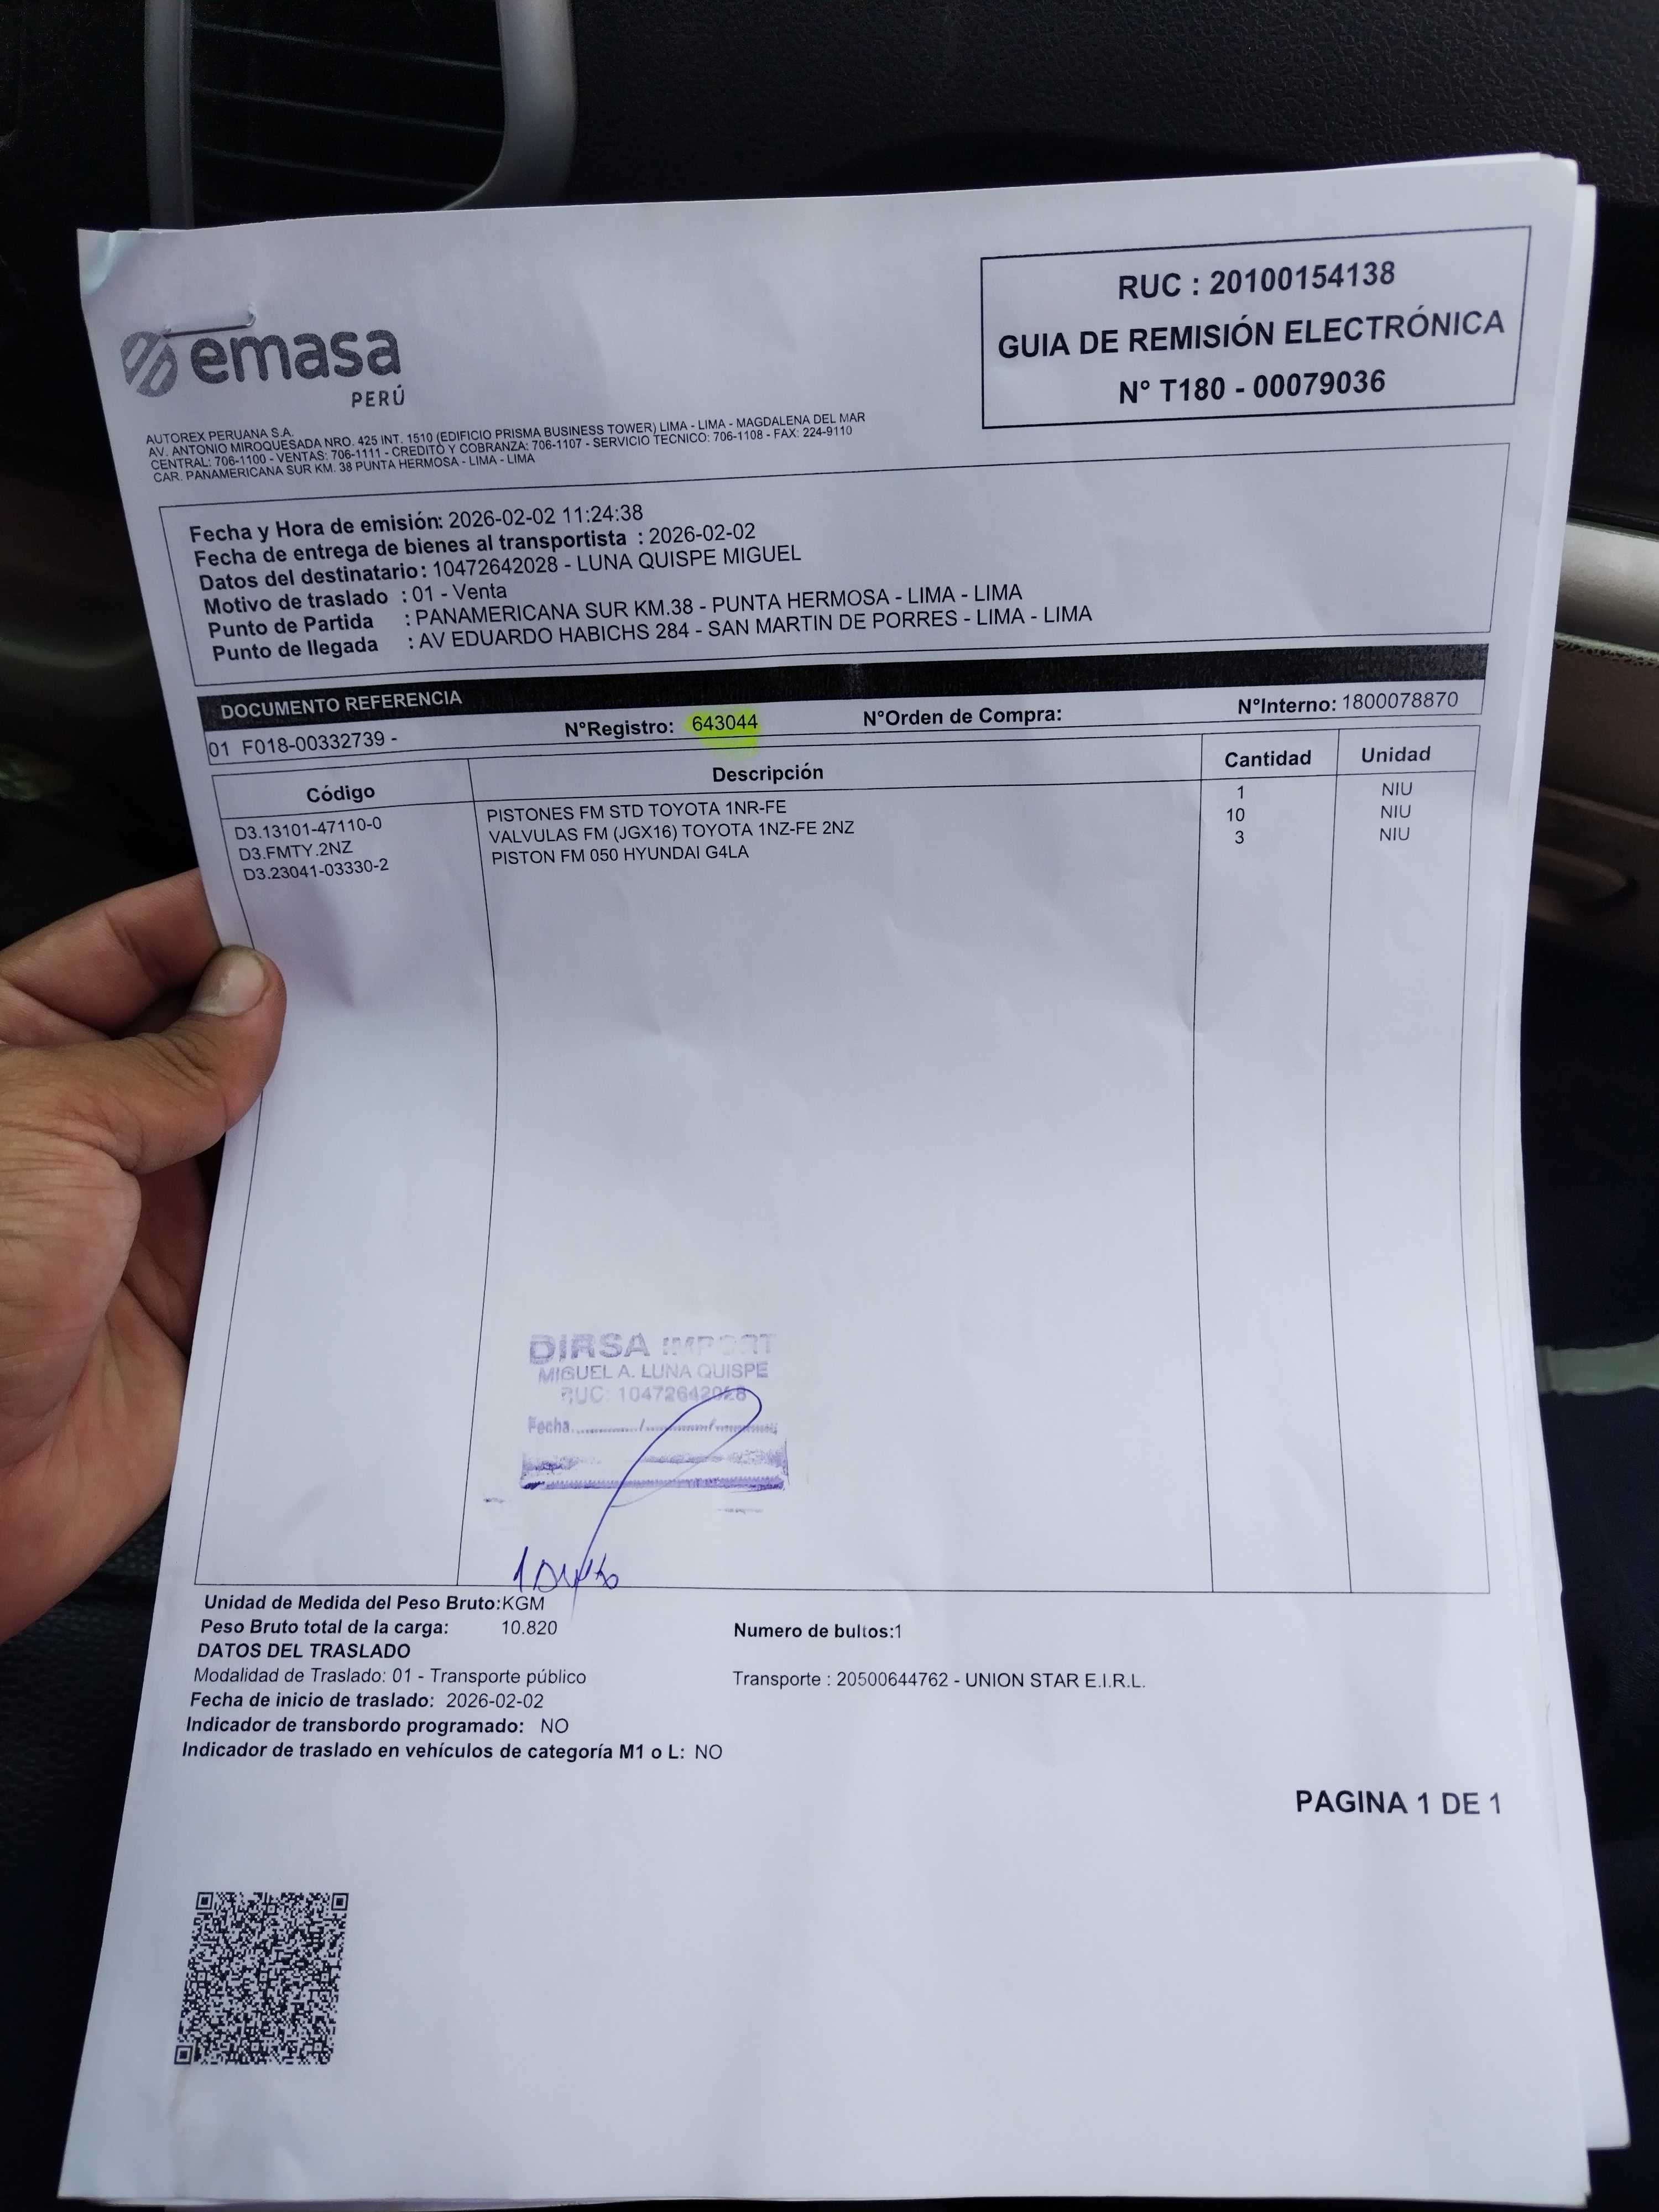 emasa
PERÚ
RUC : 20100154138
GUIA DE REMISIÓN ELECTRÓNICA
N° T180 - 00079036
AUTOREX PERUANA S.A.
AV. ANTONIO MIROQUESADA NRO. 425 INT. 1510 (EDIFICIO PRISMA BUSINESS TOWER) LIMA - LIMA - MAGDALENA DEL MAR
CENTRAL: 706-1100 - VENTAS: 706-1111 - CREDITO Y COBRANZA: 706-1107 - SERVICIO TECNICO: 706-1108 - FAX: 224-9110
CAR. PANAMERICANA SUR KM. 38 PUNTA HERMOSA - LIMA - LIMA
Fecha y Hora de emisión: 2026-02-02 11:24:38
Fecha de entrega de bienes al transportista : 2026-02-02
Datos del destinatario: 10472642028 - LUNA QUISPE MIGUEL
Motivo de traslado : 01 - Venta
Punto de Partida : PANAMERICANA SUR KM.38 - PUNTA HERMOSA - LIMA - LIMA
Punto de llegada : AV EDUARDO HABICHS 284 - SAN MARTIN DE PORRES - LIMA - LIMA
DOCUMENTO REFERENCIA
01 F018-00332739 - N°Registro: 643044 N°Orden de Compra: N°Interno: 1800078870
Código Descripción Cantidad Unidad
D3.13101-47110-0 PISTONES FM STD TOYOTA 1NR-FE 1 NIU
D3.FMTY.2NZ VALVULAS FM (JGX16) TOYOTA 1NZ-FE 2NZ 10 NIU
D3.23041-03330-2 PISTON FM 050 HYUNDAI G4LA 3 NIU
DIRSA IMPORT
MIGUEL A. LUNA QUISPE
RUC: 10472642028
Fecha............/............/............
1 Bulto
Unidad de Medida del Peso Bruto:KGM
Peso Bruto total de la carga: 10.820 Numero de bultos:1
DATOS DEL TRASLADO
Modalidad de Traslado: 01 - Transporte público Transporte : 20500644762 - UNION STAR E.I.R.L.
Fecha de inicio de traslado: 2026-02-02
Indicador de transbordo programado: NO
Indicador de traslado en vehículos de categoría M1 o L: NO
PAGINA 1 DE 1